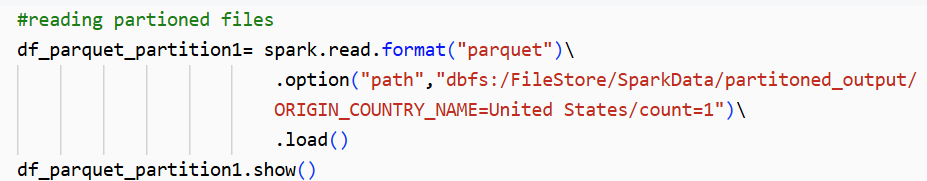 #reading partioned files
df_parquet_partition1= spark.read.format("parquet")\
.option("path","dbfs:/FileStore/SparkData/partitoned_output/
ORIGIN_COUNTRY_NAME=United States/count=1")\
.load()
df_parquet_partition1.show()